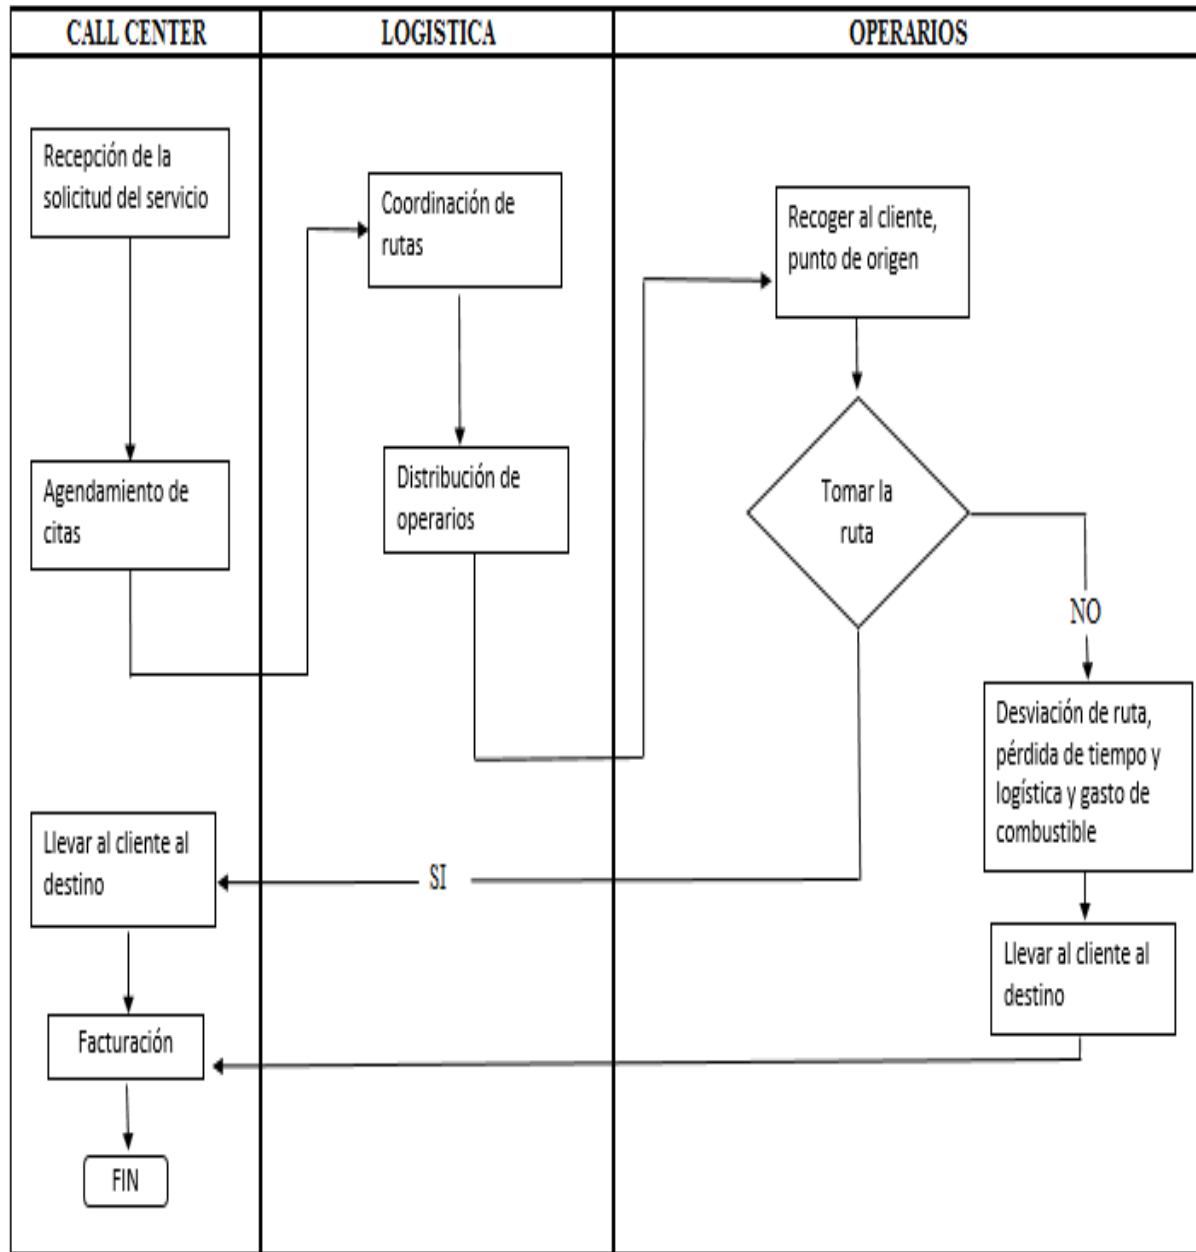 CALL CENTER
LOGISTICA
OPERARIOS
Recepción de la
solicitud del servicio
Coordinación de
rutas
Recoger al cliente,
punto de origen
Agendamiento de
citas
Distribución de
operarios
Tomar la
ruta
NO
Desviación de ruta,
pérdida de tiempo y
logística y gasto de
combustible
Llevar al cliente al
destino
SI
Llevar al cliente al
destino
Facturación
FIN